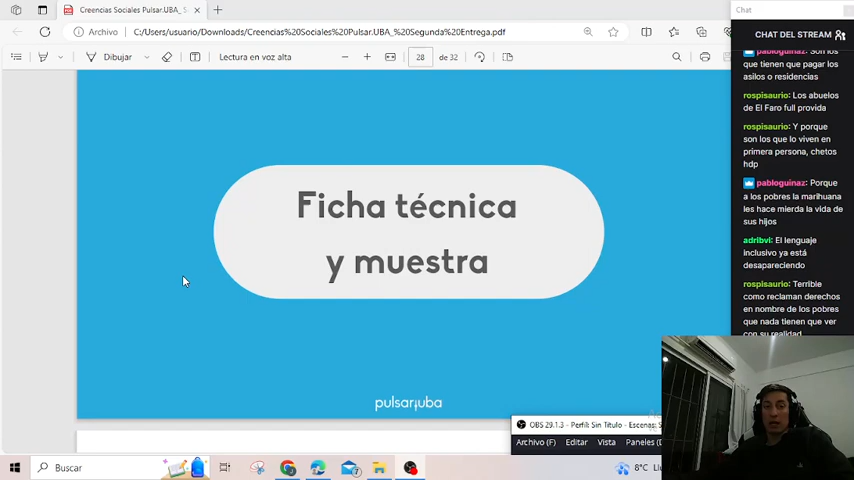 Creencias Sociales Pulsar.UBA_S
Archivo
C:/Users/usuario/Downloads/Creencias%20Sociales%20Pulsar.UBA_%20Segunda%20Entrega.pdf
Dibujar
Lectura en voz alta
28
de 32
Ficha técnica
y muestra
pulsar.uba
Chat
CHAT DEL STREAM
pabloguinaz: Son los
que tienen que pagar los
asilos o residencias
rospisaurio: Los abuelos
de El Faro full provida
rospisaurio: Y porque
son los que lo viven en
primera persona, chetos
hdp
pabloguinaz: Porque
a los pobres la marihuana
les hace mierda la vida de
sus hijos
adribvl: El lenguaje
inclusivo ya está
desapareciendo
rospisaurio: Terrible
como reclaman derechos
en nombre de los pobres
que nada tienen que ver
con su realidad
OBS 29.1.3 - Perfil: Sin Título - Escenas: S
Archivo (F)
Editar
Vista
Paneles (D
Buscar
8°C